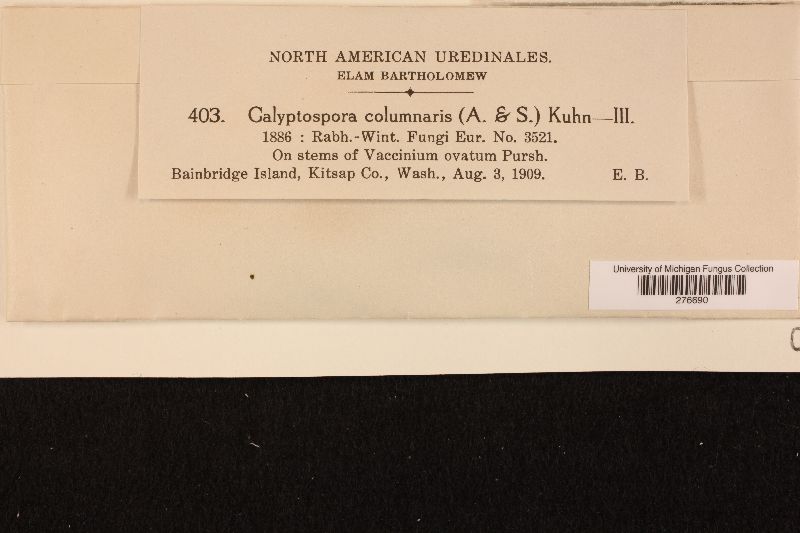 NORTH AMERICAN UREDINALES.
ELAM BARTHOLOMEW
403. Calyptospora columnaris (A. & S.) Kuhn—III.
1886 : Rabh.-Wint. Fungi Eur. No. 3521.
On stems of Vaccinium ovatum Pursh.
Bainbridge Island, Kitsap Co., Wash., Aug. 3, 1909. E. B.
University of Michigan Fungus Collection
276690